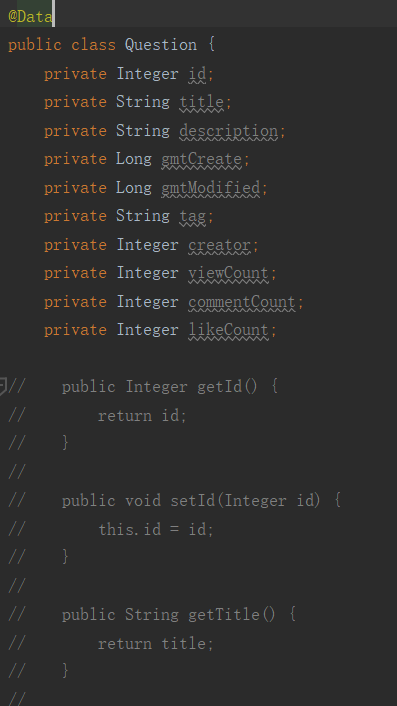 @Data
public class Question {
    private Integer id;
    private String title;
    private String description;
    private Long gmtCreate;
    private Long gmtModified;
    private String tag;
    private Integer creator;
    private Integer viewCount;
    private Integer commentCount;
    private Integer likeCount;
//    public Integer getId() {
//        return id;
//    }
//
//    public void setId(Integer id) {
//        this.id = id;
//    }
//
//    public String getTitle() {
//        return title;
//    }
//